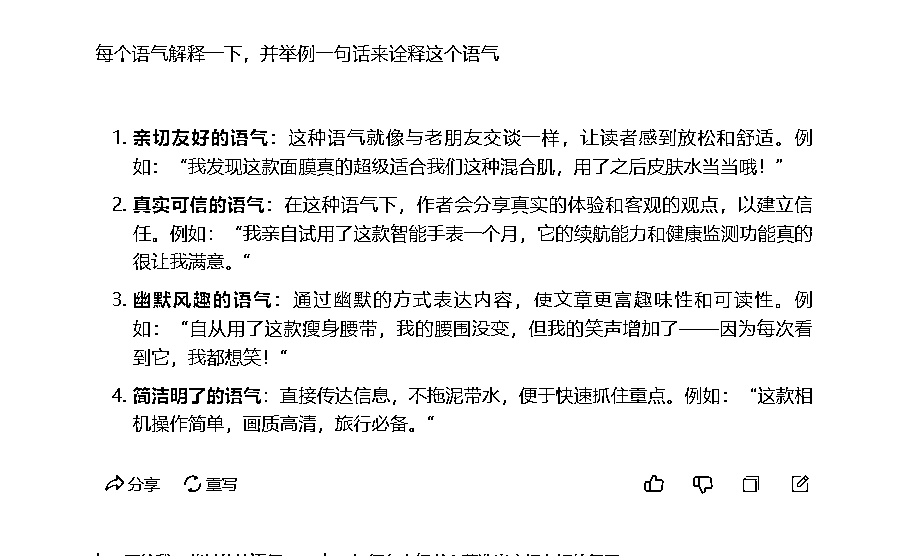 每个语气解释一下，并举例一句话来诠释这个语气
1. 亲切友好的语气：这种语气就像与老朋友交谈一样，让读者感到放松和舒适。例
如：“我发现这款面膜真的超级适合我们这种混合肌，用了之后皮肤水当当哦！”
2. 真实可信的语气：在这种语气下，作者会分享真实的体验和客观的观点，以建立信
任。例如：“我亲自试用了这款智能手表一个月，它的续航能力和健康监测功能真的
很让我满意。“
3. 幽默风趣的语气：通过幽默的方式表达内容，使文章更富趣味性和可读性。例
如：“自从用了这款瘦身腰带，我的腰围没变，但我的笑声增加了——因为每次看
到它，我都想笑！“
4. 简洁明了的语气：直接传达信息，不拖泥带水，便于快速抓住重点。例如：“这款相
机操作简单，画质高清，旅行必备。“
分享 重写